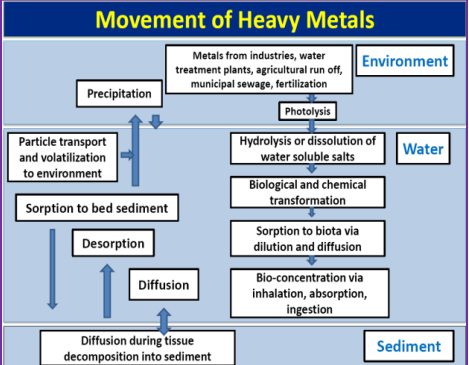 Movement of Heavy Metals
Metals from industries, water
treatment plants, agricultural run off,
municipal sewage, fertilization
Environment
Precipitation
Photolysis
Particle transport
and volatilization
to environment
Hydrolysis or dissolution of
water soluble salts
Water
Biological and chemical
transformation
Sorption to bed sediment
Sorption to biota via
dilution and diffusion
Desorption
Diffusion
Bio-concentration via
inhalation, absorption,
ingestion
Diffusion during tissue
decomposition into sediment
Sediment